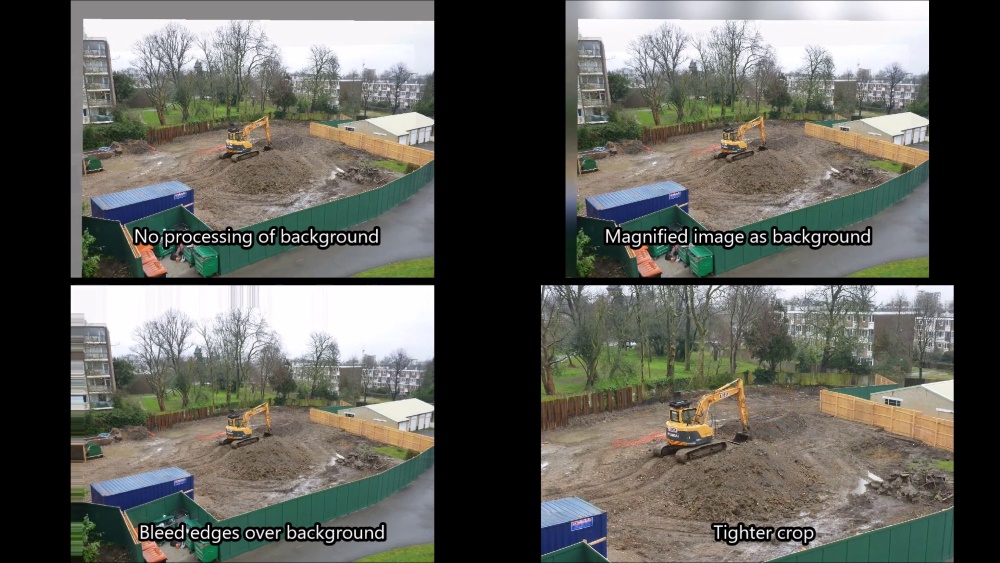 No processing of background
Magnified image as background
Bleed edges over background
Tighter crop